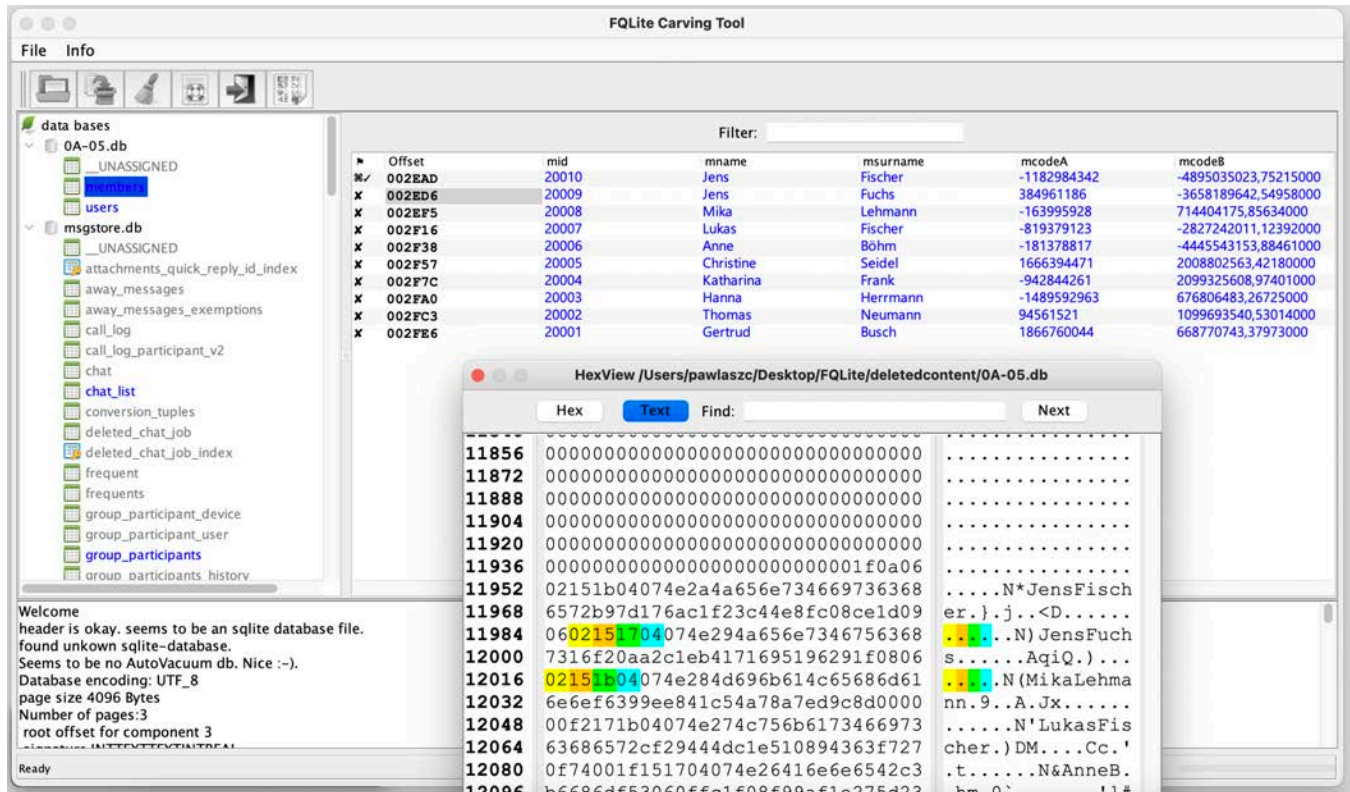 FQLite Carving Tool
File Info
data bases
0A-05.db
__UNASSIGNED
members
users
msgstore.db
__UNASSIGNED
attachments_quick_reply_id_index
away_messages
away_messages_exemptions
call_log
call_log_participant_v2
chat
chat_list
conversion_tuples
deleted_chat_job
deleted_chat_job_index
frequent
frequents
group_participant_device
group_participant_user
group_participants
group participants history
Filter:
Offset mid mname msurname mcodeA mcodeB
002EAD 20010 Jens Fischer -1182984342 -4895035023,75215000
002ED6 20009 Jens Fuchs 384961186 -3658189642,54958000
002EF5 20008 Mika Lehmann -163995928 714404175,85634000
002F16 20007 Lukas Fischer -819379123 -2827242011,12392000
002F38 20006 Anne Böhm -181378817 -4445543153,88461000
002F57 20005 Christine Seidel 1666394471 2008802563,42180000
002F7C 20004 Katharina Frank -942844261 2099325608,97401000
002FA0 20003 Hanna Herrmann -1489592963 676806483,26725000
002FC3 20002 Thomas Neumann 94561521 1099693540,53014000
002FE6 20001 Gertrud Busch 1866760044 668770743,37973000
HexView /Users/pawlaszc/Desktop/FQLite/deletedcontent/0A-05.db
Hex Text Find: Next
11856 00000000000000000000000000000000 ................
11872 00000000000000000000000000000000 ................
11888 00000000000000000000000000000000 ................
11904 00000000000000000000000000000000 ................
11920 00000000000000000000000000000000 ................
11936 000000000000000000000000001f0a06 ................
11952 02151b04074e2a4a656e734669736368 .....N*JensFisch
11968 6572b97d176ac1f23c44e8fc08ce1d09 er.}.j..<D......
11984 0602151704074e294a656e7346756368 ......N)JensFuch
12000 7316f20aa2c1eb4171695196291f0806 s......AqiQ.)...
12016 02151b04074e284d696b614c65686d61 .....N(MikaLehma
12032 6e6ef6399ee841c54a78a7ed9c8d0000 nn.9..A.Jx......
12048 00f2171b04074e274c756b6173466973 ......N'LukasFis
12064 63686572cf29444dc1e510894363f727 cher.)DM....Cc.'
12080 0f74001f151704074e26416e6e6542c3 .t......N&AnneB.
Welcome
header is okay. seems to be an sqlite database file.
found unkown sqlite-database.
Seems to be no AutoVacuum db. Nice :-).
Database encoding: UTF_8
page size 4096 Bytes
Number of pages:3
root offset for component 3
Ready